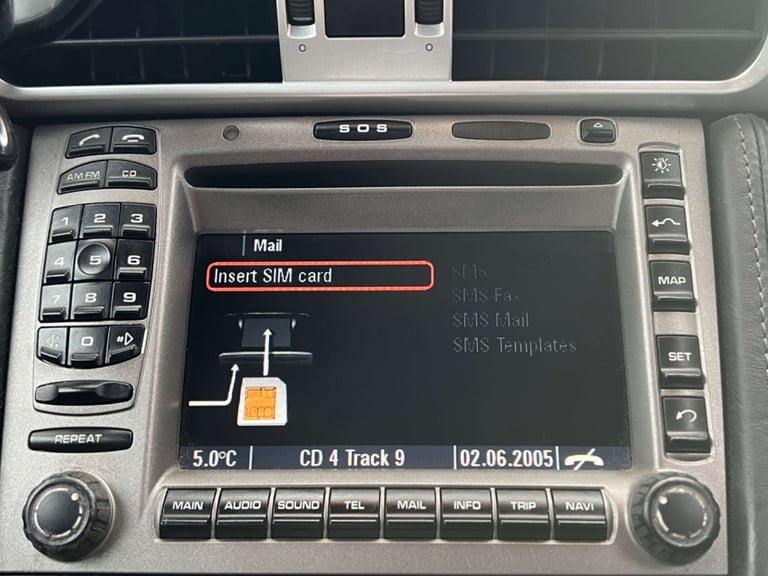 SOS
AM FM CD
1 2 3
4 5 6
7 8 9
0 #
REPEAT
Mail
Insert SIM card
SMS
SMS Fax
SMS Mail
SMS Templates
5.0°C CD 4 Track 9 02.06.2005
MAP
SET
MAIN AUDIO SOUND TEL MAIL INFO TRIP NAVI